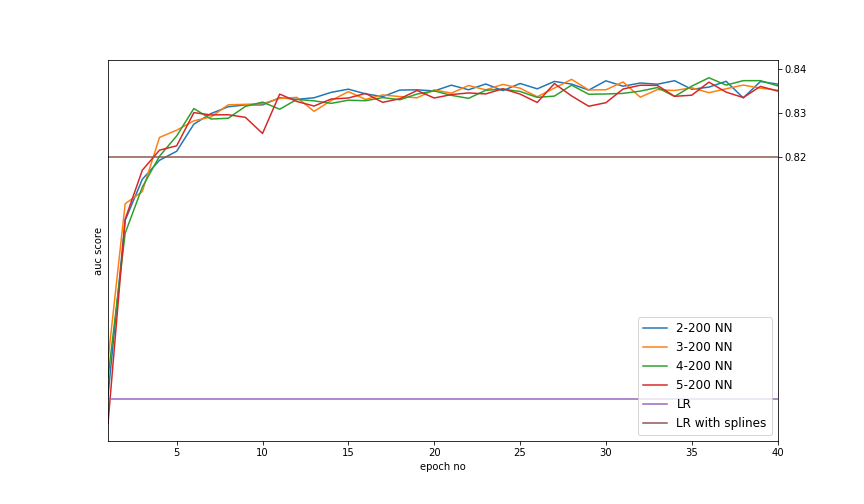 0.84
0.83
0.82
auc score
2-200 NN
3-200 NN
4-200 NN
5-200 NN
LR
LR with splines
5
10
15
20
25
30
35
40
epoch no